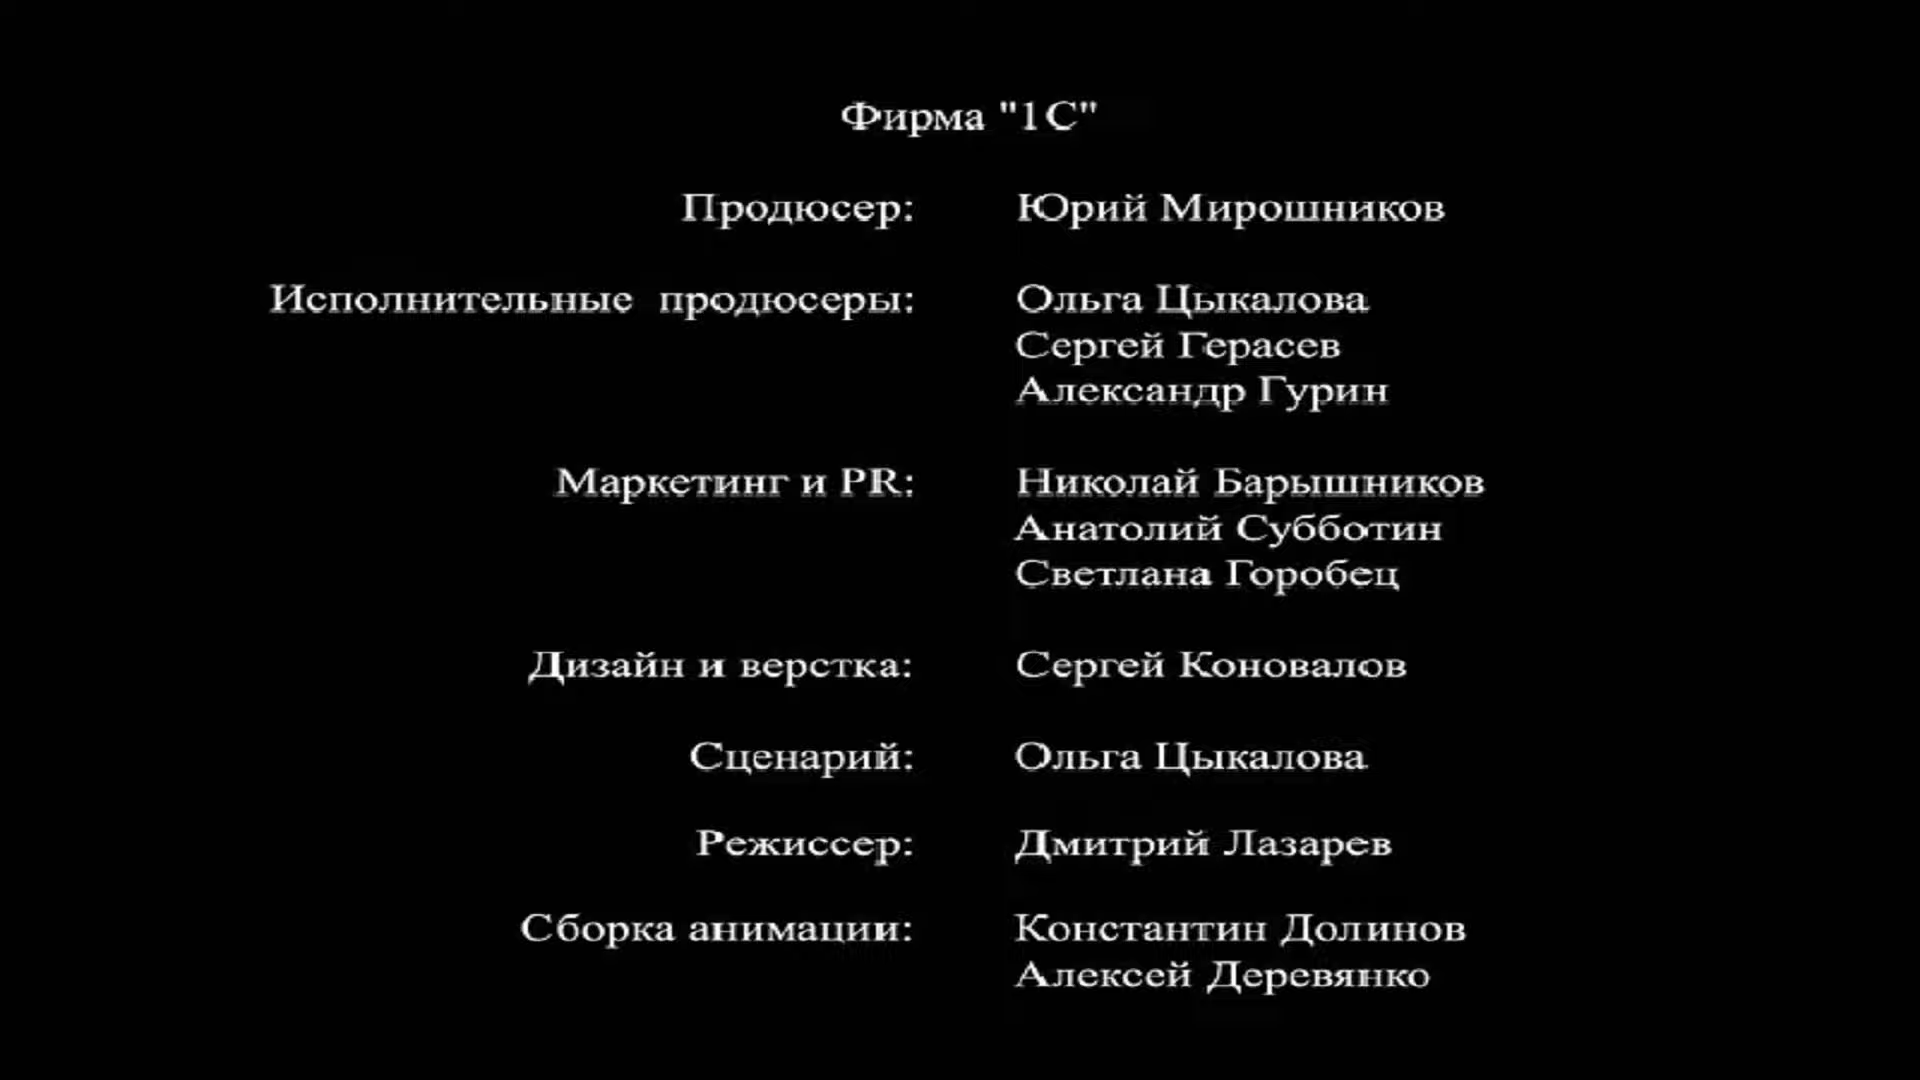 Фирма "1С"
Продюсер: Юрий Мирошников
Исполнительные продюсеры: Ольга Цыкалова
Сергей Герасев
Александр Гурин
Маркетинг и PR: Николай Барышников
Анатолий Субботин
Светлана Горобец
Дизайн и верстка: Сергей Коновалов
Сценарий: Ольга Цыкалова
Режиссер: Дмитрий Лазарев
Сборка анимации: Константин Долинов
Алексей Деревянко